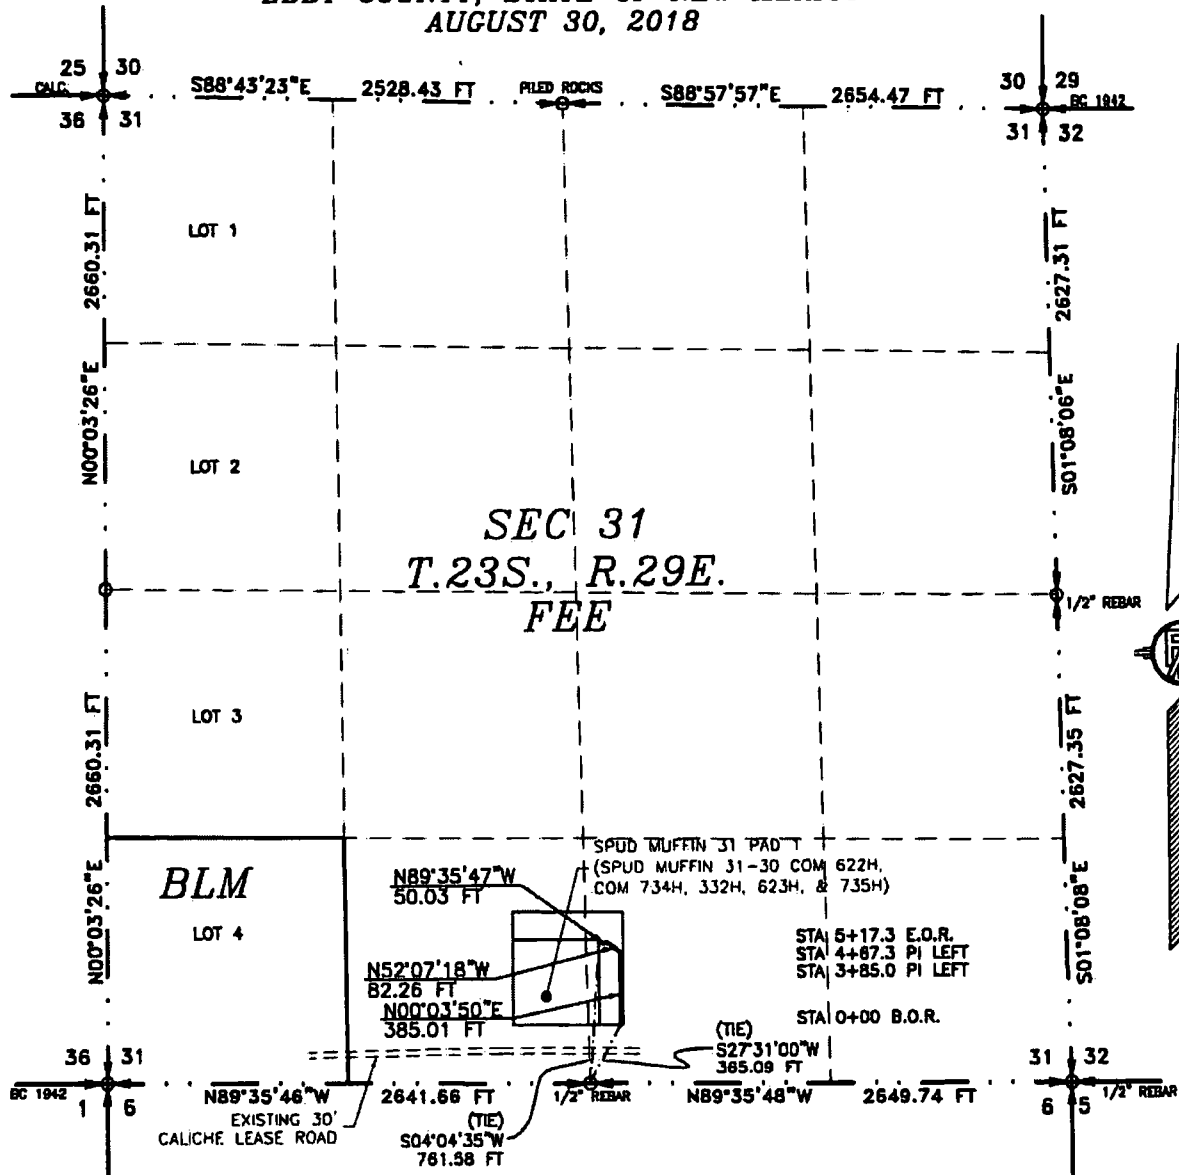 AUGUST 30, 2018
25 30
CALC.
36 31
S88°43'23"E 2528.43 FT
PILED ROCKS
S88°57'57"E 2654.47 FT
30 29
BC 1942
31 32
2660.31 FT
LOT 1
2627.31 FT
N00°03'26"E
LOT 2
S01°08'06"E
SEC 31
T.23S., R.29E.
FEE
1/2" REBAR
2660.31 FT
LOT 3
2627.35 FT
N00°03'26"E
BLM
LOT 4
SPUD MUFFIN 31 PAD 1
(SPUD MUFFIN 31-30 COM 622H,
COM 734H, 332H, 623H, & 735H)
N89°35'47"W
50.03 FT
N52°07'18"W
82.26 FT
N00°03'50"E
385.01 FT
STA 5+17.3 E.O.R.
STA 4+67.3 PI LEFT
STA 3+85.0 PI LEFT
STA 0+00 B.O.R.
S01°08'08"E
(TIE)
S27°31'00"W
365.09 FT
36 31
BC 1942
1 6
N89°35'46"W 2641.66 FT
1/2" REBAR
N89°35'48"W 2649.74 FT
31 32
1/2" REBAR
6 5
EXISTING 30'
CALICHE LEASE ROAD
(TIE)
S04°04'35"W
761.58 FT